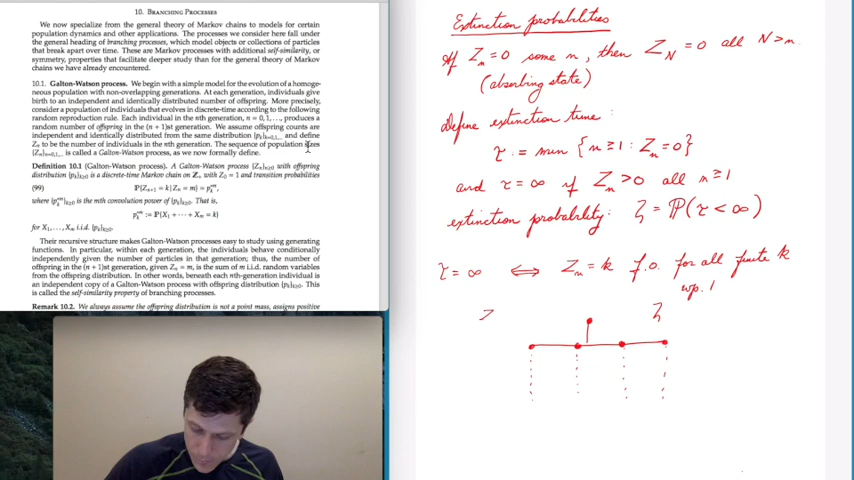 10. BRANCHING PROCESSES
We now specialize from the general theory of Markov chains to models for certain
population dynamics and other applications. The processes we consider here fall under
the general heading of branching processes, which model objects or collections of particles
that break apart over time. These are Markov processes with additional self-similarity, or
symmetry, properties that facilitate deeper study than for the general theory of Markov
chains we have already encountered.
10.1. Galton-Watson process. We begin with a simple model for the evolution of a homoge-
neous population with non-overlapping generations. At each generation, individuals give
birth to an independent and identically distributed number of offspring. More precisely,
consider a population of individuals that evolves in discrete-time according to the following
random reproduction rule. Each individual in the nth generation, n = 0, 1, . . ., produces a
random number of offspring in the (n + 1)st generation. We assume offspring counts are
independent and identically distributed from the same distribution {p_k}_{k=0,1,...} and define
Z_n to be the number of individuals in the nth generation. The sequence of population sizes
{Z_n}_{n=0,1,...} is called a Galton-Watson process, as we now formally define.
Definition 10.1 (Galton-Watson process). A Galton-Watson process {Z_n}_{n≥0} with offspring
distribution {p_k}_{k≥0} is a discrete-time Markov chain on Z_+ with Z_0 = 1 and transition probabilities
(99) P{Z_{n+1} = k | Z_n = m} = p_k^{*m},
where {p_k^{*m}}_{k≥0} is the mth convolution power of {p_k}_{k≥0}. That is,
p_k^{*m} := P{X_1 + · · · + X_m = k}
for X_1, . . . , X_m i.i.d. from {p_k}_{k≥0}.
Their recursive structure makes Galton-Watson processes easy to study using generating
functions. In particular, within each generation, the individuals behave conditionally
independently given the number of particles in that generation; thus, the number of
offspring in the (n + 1)st generation, given Z_n = m, is the sum of m i.i.d. random variables
from the offspring distribution. In other words, beneath each nth-generation individual is
an independent copy of a Galton-Watson process with offspring distribution {p_k}_{k≥0}. This
is called the self-similarity property of branching processes.
Remark 10.2. We always assume the offspring distribution is not a point mass, assigns positive
Extinction probabilities
If Z_n = 0 some n, then Z_N = 0 all N > n.
(absorbing state)
Define extinction time :
τ := min {n ≥ 1 : Z_n = 0}
and τ = ∞ if Z_n > 0 all n ≥ 1
extinction probability: ζ = P(τ < ∞)
τ = ∞ ⟺ Z_n = k f.o. for all finite k
wp. 1
ζ